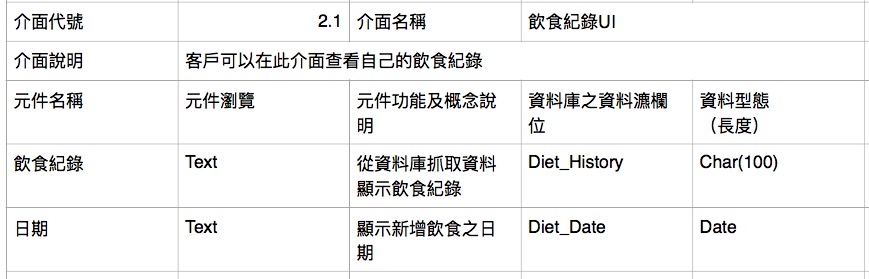 介面代號 2.1 介面名稱 飲食紀錄UI
介面說明 客戶可以在此介面查看自己的飲食紀錄
元件名稱 元件瀏覽 元件功能及概念說 資料庫之資料漉欄 資料型態
明 位 （長度）
飲食紀錄 Text 從資料庫抓取資料 Diet_History Char(100)
顯示飲食紀錄
日期 Text 顯示新增飲食之日 Diet_Date Date
期